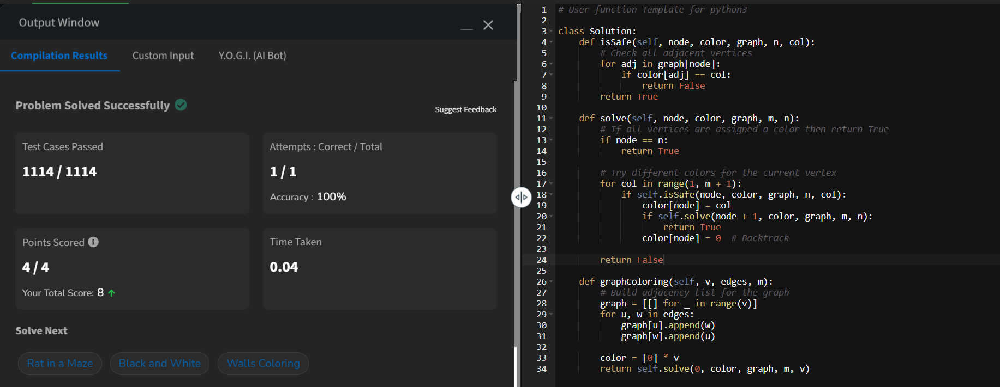 Output Window
Compilation Results
Custom Input
Y.O.G.I. (AI Bot)
Problem Solved Successfully
Suggest Feedback
Test Cases Passed
1114 / 1114
Attempts : Correct / Total
1 / 1
Accuracy : 100%
Points Scored
4 / 4
Your Total Score: 8
Time Taken
0.04
Solve Next
Rat in a Maze
Black and White
Walls Coloring
1 # User function Template for python3
2
3 class Solution:
4     def isSafe(self, node, color, graph, n, col):
5         # Check all adjacent vertices
6         for adj in graph[node]:
7             if color[adj] == col:
8                 return False
9         return True
10
11     def solve(self, node, color, graph, m, n):
12         # If all vertices are assigned a color then return True
13         if node == n:
14             return True
15
16         # Try different colors for the current vertex
17         for col in range(1, m + 1):
18             if self.isSafe(node, color, graph, n, col):
19                 color[node] = col
20                 if self.solve(node + 1, color, graph, m, n):
21                     return True
22                 color[node] = 0  # Backtrack
23
24         return False
25
26     def graphColoring(self, v, edges, m):
27         # Build adjacency list for the graph
28         graph = [[] for _ in range(v)]
29         for u, w in edges:
30             graph[u].append(w)
31             graph[w].append(u)
32
33         color = [0] * v
34         return self.solve(0, color, graph, m, v)